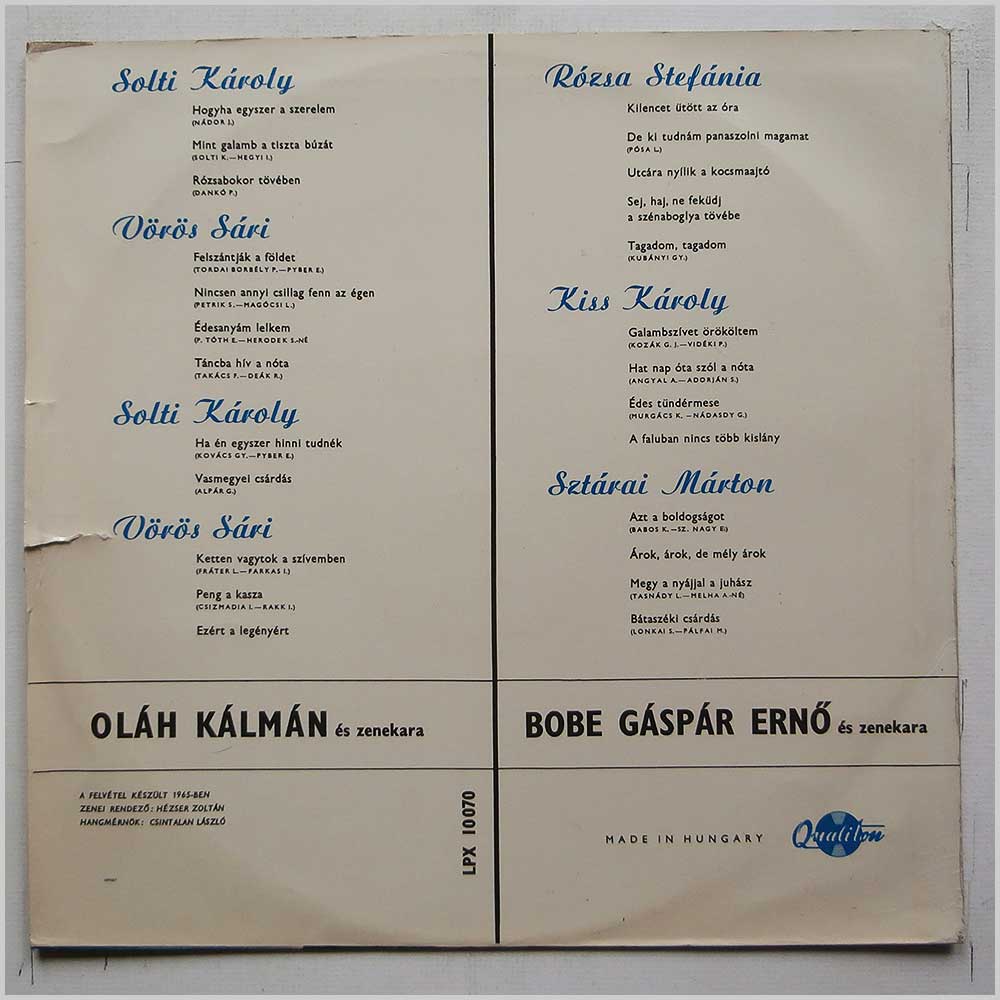 Solti Károly
Hogyha egyszer a szerelem
(NÁDOR J.)
Mint galamb a tiszta búzát
(SOLTI K.—HEGYI I.)
Rózsabokor tövében
(DANKÓ P.)
Vörös Sári
Felszántják a földet
(TORDAI BORBÉLY P.—PYBER E.)
Nincsen annyi csillag fenn az égen
(PETRIK S.—MAGÓCSI L.)
Édesanyám lelkem
(P. TÓTH E.—HERODEK S.-NÉ
Táncba hív a nóta
(TAKÁCS F.—DEÁK R.)
Solti Károly
Ha én egyszer hinni tudnék
(KOVÁCS GY.—PYBER E.)
Vasmegyei csárdás
(ALPÁR G.)
Vörös Sári
Ketten vagytok a szívemben
(FRÁTER L.—FARKAS I.)
Peng a kasza
(CSIZMADIA I.—RAKK I.)
Ezért a legényért
OLÁH KÁLMÁN és zenekara
A FELVÉTEL KÉSZÜLT 1965-BEN
ZENEI RENDEZŐ: HÉZSER ZOLTÁN
HANGMÉRNÖK: CSINTALAN LÁSZLÓ
LPX 10070
Rózsa Stefánia
Kilencet ütött az óra
De ki tudnám panaszolni magamat
(PÓSA L.)
Utcára nyílik a kocsmaajtó
Sej, haj, ne feküdj
a szénaboglya tövébe
Tagadom, tagadom
(KUBÁNYI GY.)
Kiss Károly
Galambszívet örököltem
(KOZÁK G. J.—VIDÉKI P.)
Hat nap óta szól a nóta
(ANGYAL A.—ADORJÁN S.)
Édes tündérmese
(MURGÁCS K. —NÁDASDY G.)
A faluban nincs több kislány
Sztárai Márton
Azt a boldogságot
(BABOS K.—SZ. NAGY E.)
Árok, árok, de mély árok
Megy a nyájjal a juhász
(TASNÁDY L.—MELHA A.-NÉ)
Bátaszéki csárdás
(LONKAI S.—PÁLFAI M.)
BOBE GÁSPÁR ERNŐ és zenekara
MADE IN HUNGARY
Qualiton